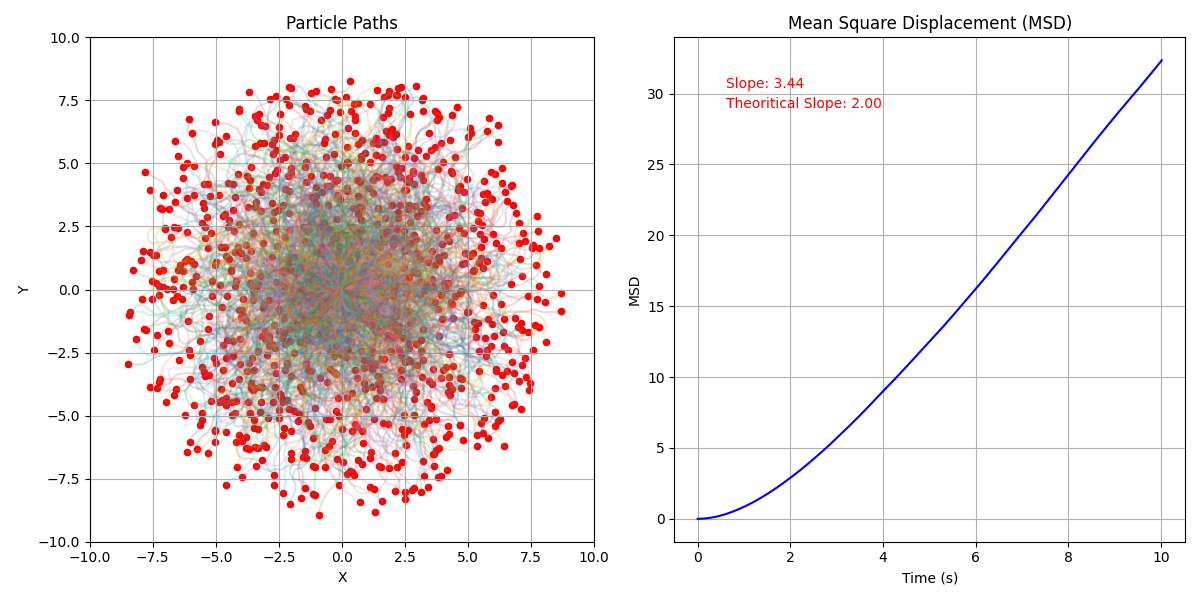 Particle Paths
10.0
7.5
5.0
2.5
0.0
−2.5
−5.0
−7.5
−10.0
−10.0 −7.5 −5.0 −2.5 0.0 2.5 5.0 7.5 10.0
X
Y
Mean Square Displacement (MSD)
Slope: 3.44
Theoritical Slope: 2.00
30
25
20
15
10
5
0
0 2 4 6 8 10
Time (s)
MSD